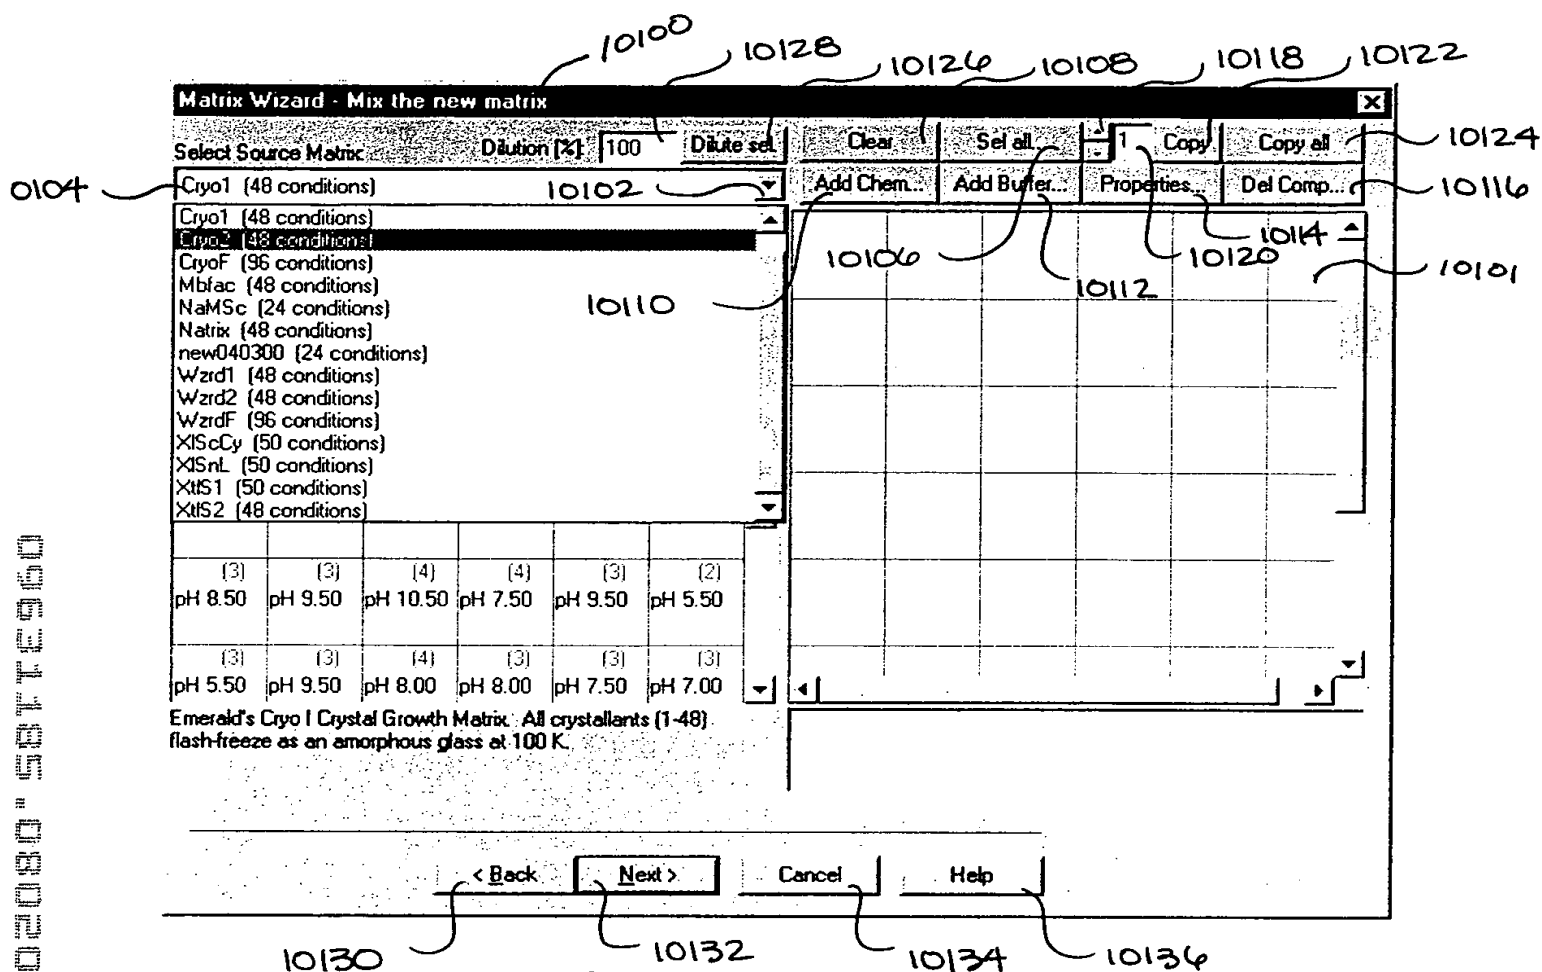 10100
10128
10126
10108
10118
10122
Matrix Wizard - Mix the new matrix
Select Source Matrix:
Dilution [%]:
100
Dilute sel.
Clear
Sel all.
1
Copy
Copy all
10124
0104
Cryo1 (48 conditions)
10102
Add Chem...
Add Buffer...
Properties...
Del Comp...
10116
Cryo1 (48 conditions)
Cryo2 (48 conditions)
CryoF (96 conditions)
Mbfac (48 conditions)
NaMSc (24 conditions)
Natrix (48 conditions)
new040300 (24 conditions)
Wzrd1 (48 conditions)
Wzrd2 (48 conditions)
WzrdF (96 conditions)
XlScCy (50 conditions)
XlSnL (50 conditions)
XtlS1 (50 conditions)
XtlS2 (48 conditions)
10114
10106
10120
10101
10112
10110
(3) (3) (4) (4) (3) (2)
pH 8.50 pH 9.50 pH 10.50 pH 7.50 pH 9.50 pH 5.50
(3) (3) (4) (3) (3) (3)
pH 5.50 pH 9.50 pH 8.00 pH 8.00 pH 7.50 pH 7.00
Emerald's Cryo I Crystal Growth Matrix. All crystallants (1-48)
flash-freeze as an amorphous glass at 100 K.
< Back
Next >
Cancel
Help
10130
10132
10134
10136
09631185.08020